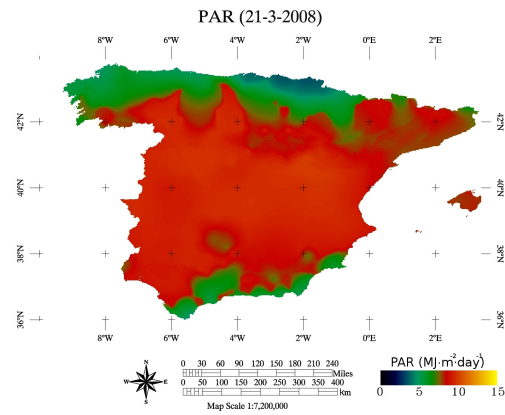 PAR (21-3-2008)
8°W 6°W 4°W 2°W 0°E 2°E
42°N 42°N
40°N 40°N
38°N 38°N
36°N 36°N
8°W 6°W 4°W 2°W 0°E 2°E
N
W E
S
0 30 60 90 120 150 180 210 240
Miles
0 50 100 150 200 250 300 350 400
km
Map Scale 1:7,200,000
PAR (MJ·m⁻²·day⁻¹)
0 5 10 15